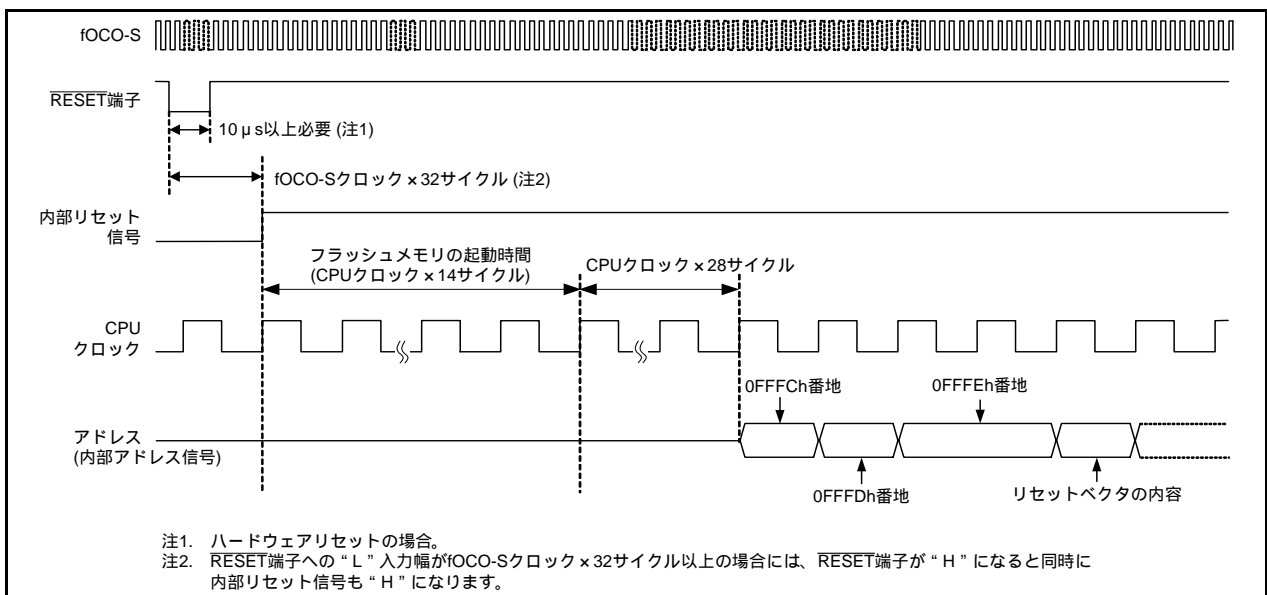 fOCO-S
RESET端子
10μs以上必要 (注1)
fOCO-Sクロック×32サイクル (注2)
内部リセット
信号
フラッシュメモリの起動時間
(CPUクロック×14サイクル)
CPUクロック×28サイクル
CPU
クロック
0FFFCh番地
0FFFEh番地
アドレス
(内部アドレス信号)
0FFFDh番地
リセットベクタの内容
注1. ハードウェアリセットの場合。
注2. RESET端子への“L”入力幅がfOCO-Sクロック×32サイクル以上の場合には、RESET端子が“H”になると同時に
内部リセット信号も“H”になります。